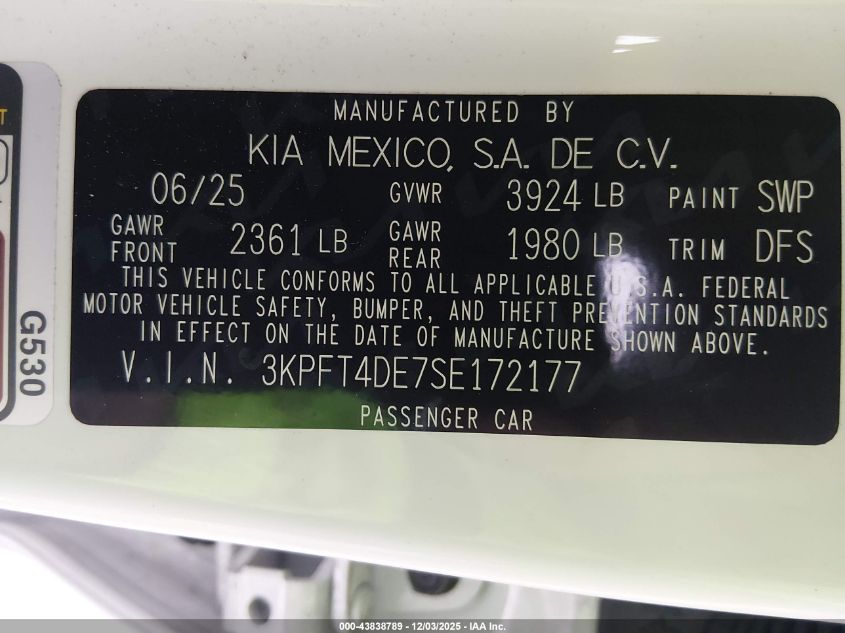 MANUFACTURED BY
KIA MEXICO, S.A. DE C.V.
06/25 GVWR 3924 LB PAINT SWP
GAWR FRONT 2361 LB GAWR REAR 1980 LB TRIM DFS
THIS VEHICLE CONFORMS TO ALL APPLICABLE U.S.A. FEDERAL
MOTOR VEHICLE SAFETY, BUMPER, AND THEFT PREVENTION STANDARDS
IN EFFECT ON THE DATE OF MANUFACTURE SHOWN ABOVE.
V.I.N. 3KPFT4DE7SE172177
PASSENGER CAR
G530
000-43838789 - 12/03/2025 - IAA Inc.